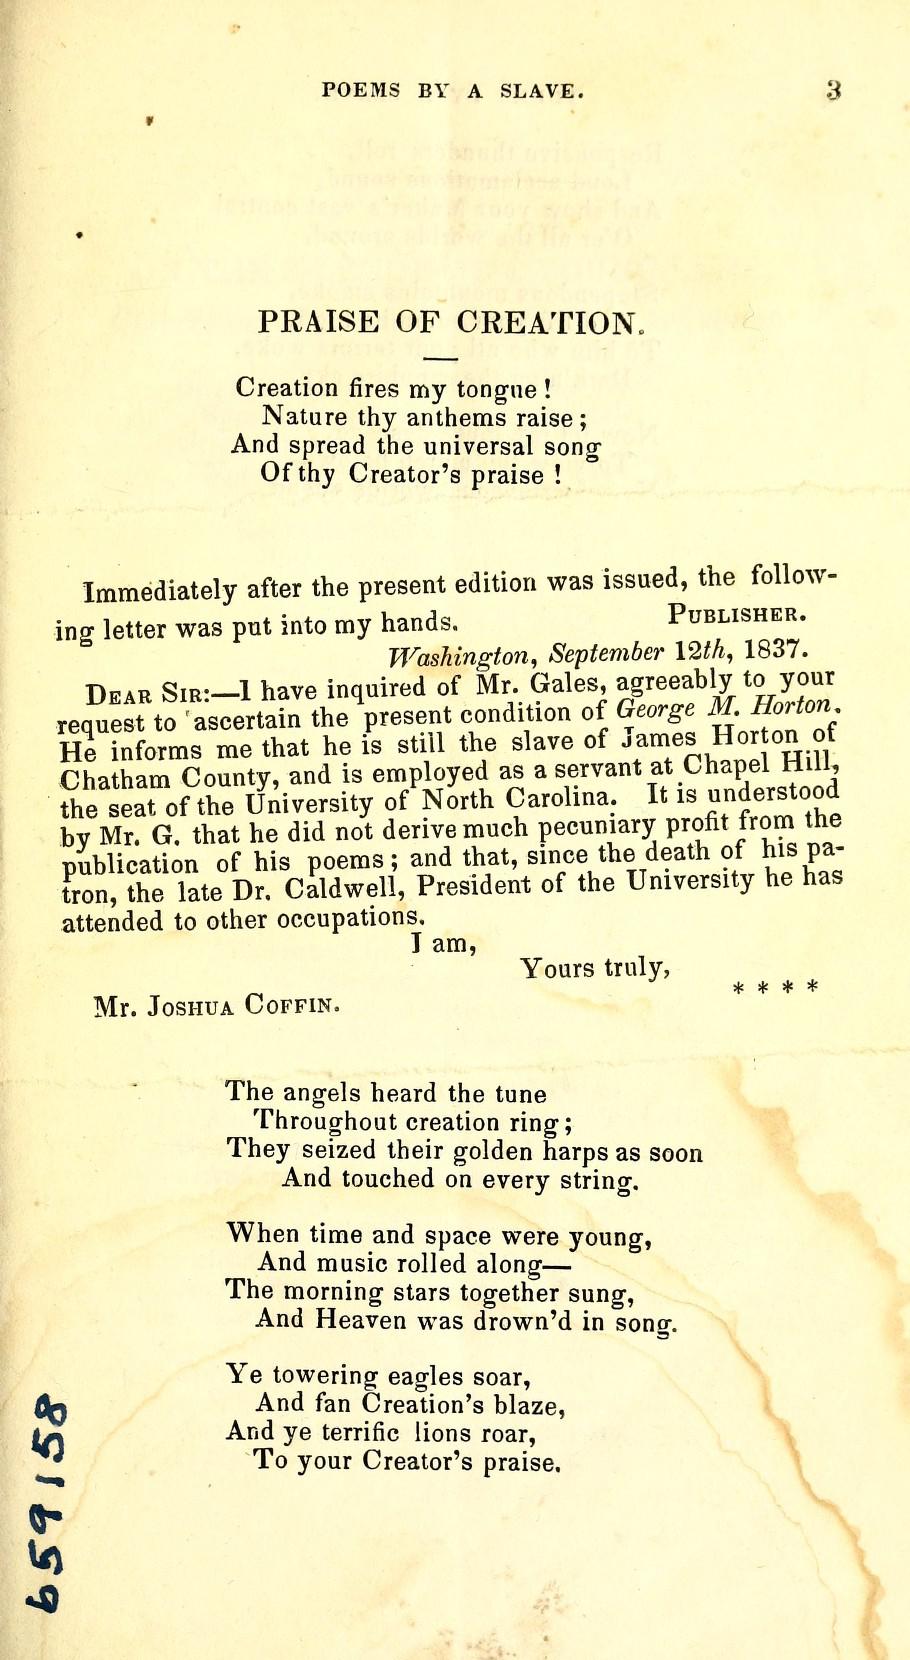 POEMS BY A SLAVE. 3
PRAISE OF CREATION.
Creation fires my tongue !
Nature thy anthems raise ;
And spread the universal song
Of thy Creator's praise !
Immediately after the present edition was issued, the follow-
ing letter was put into my hands. PUBLISHER.
Washington, September 12th, 1837.
DEAR SIR:—I have inquired of Mr. Gales, agreeably to your
request to ascertain the present condition of George M. Horton.
He informs me that he is still the slave of James Horton of
Chatham County, and is employed as a servant at Chapel Hill,
the seat of the University of North Carolina. It is understood
by Mr. G. that he did not derive much pecuniary profit from the
publication of his poems ; and that, since the death of his pa-
tron, the late Dr. Caldwell, President of the University he has
attended to other occupations.
I am,
Yours truly,
* * * *
Mr. JOSHUA COFFIN.
The angels heard the tune
Throughout creation ring ;
They seized their golden harps as soon
And touched on every string.
When time and space were young,
And music rolled along—
The morning stars together sung,
And Heaven was drown'd in song.
Ye towering eagles soar,
And fan Creation's blaze,
And ye terrific lions roar,
To your Creator's praise.
659158